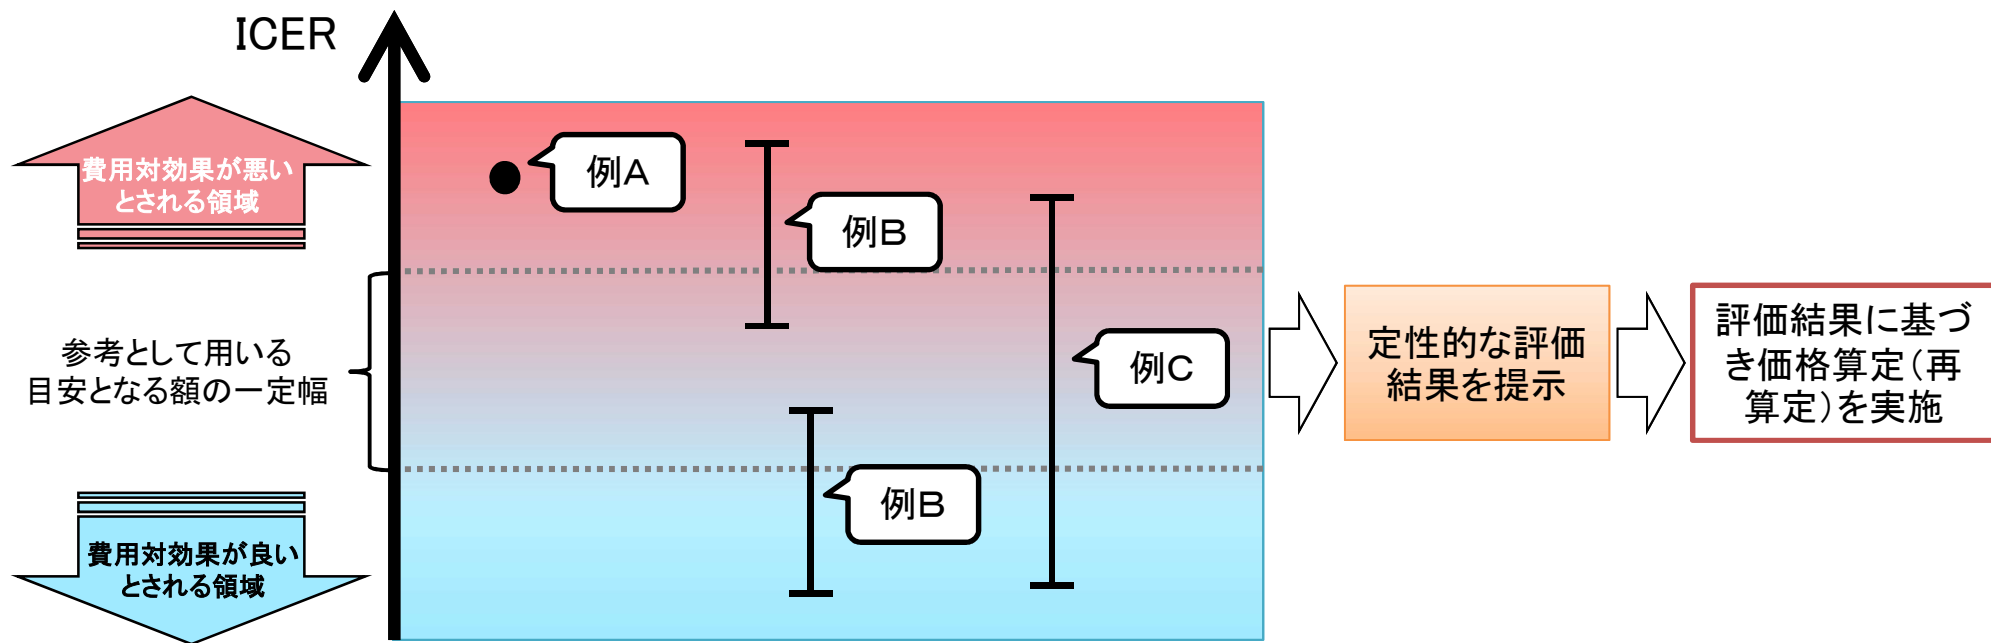 ICER
費用対効果が悪い
とされる領域
例A
例B
例C
例B
参考として用いる
目安となる額の一定幅
費用対効果が良い
とされる領域
定性的な評価
結果を提示
評価結果に基づ
き価格算定（再
算定）を実施